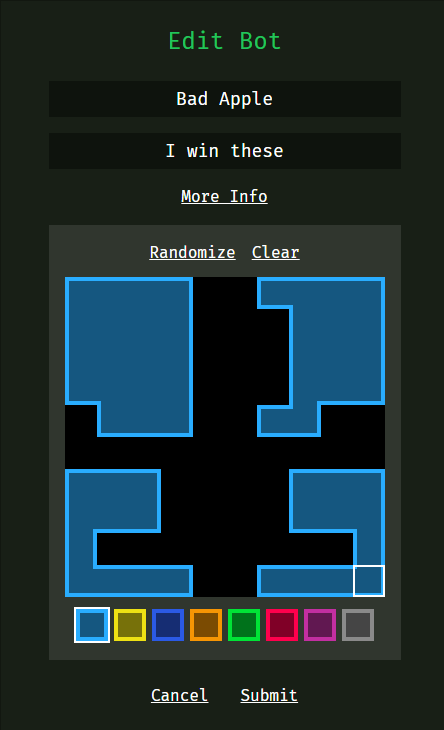 Edit Bot
Bad Apple
I win these
More Info
Randomize Clear
Cancel Submit